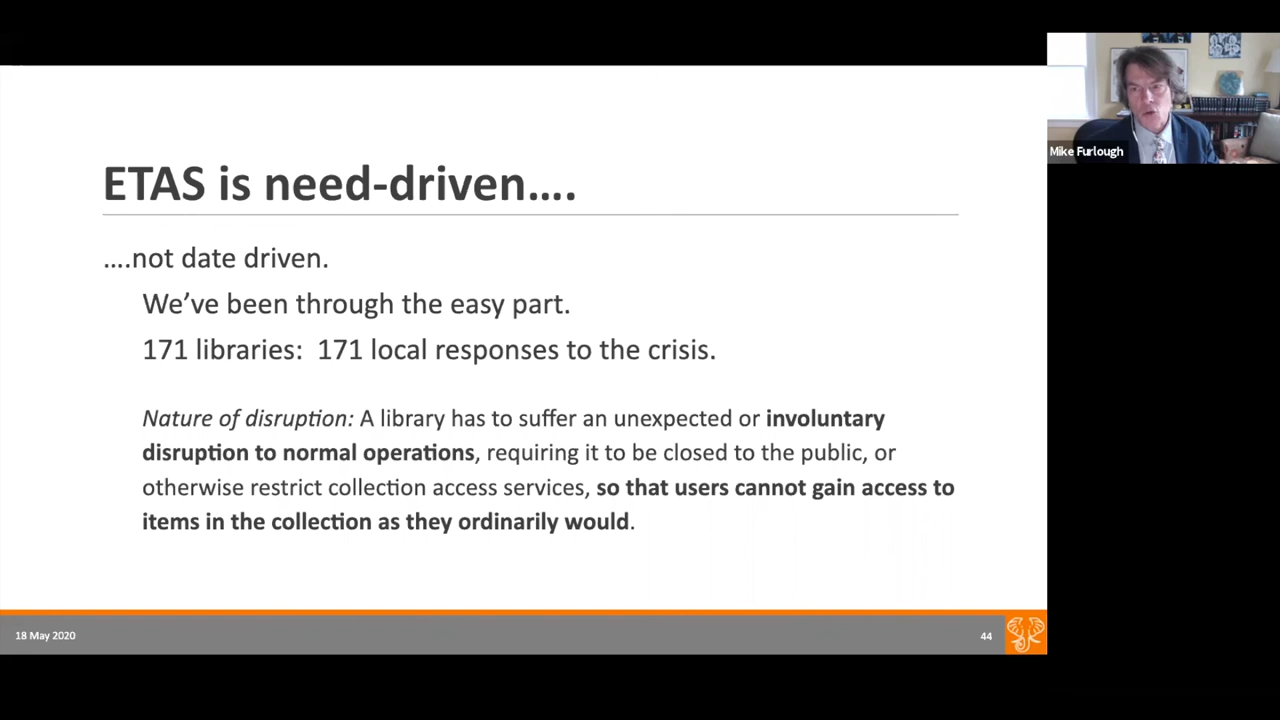 ETAS is need-driven….
….not date driven.
We’ve been through the easy part.
171 libraries:  171 local responses to the crisis.
Nature of disruption: A library has to suffer an unexpected or involuntary
disruption to normal operations, requiring it to be closed to the public, or
otherwise restrict collection access services, so that users cannot gain access to
items in the collection as they ordinarily would.
18 May 2020
44
Mike Furlough